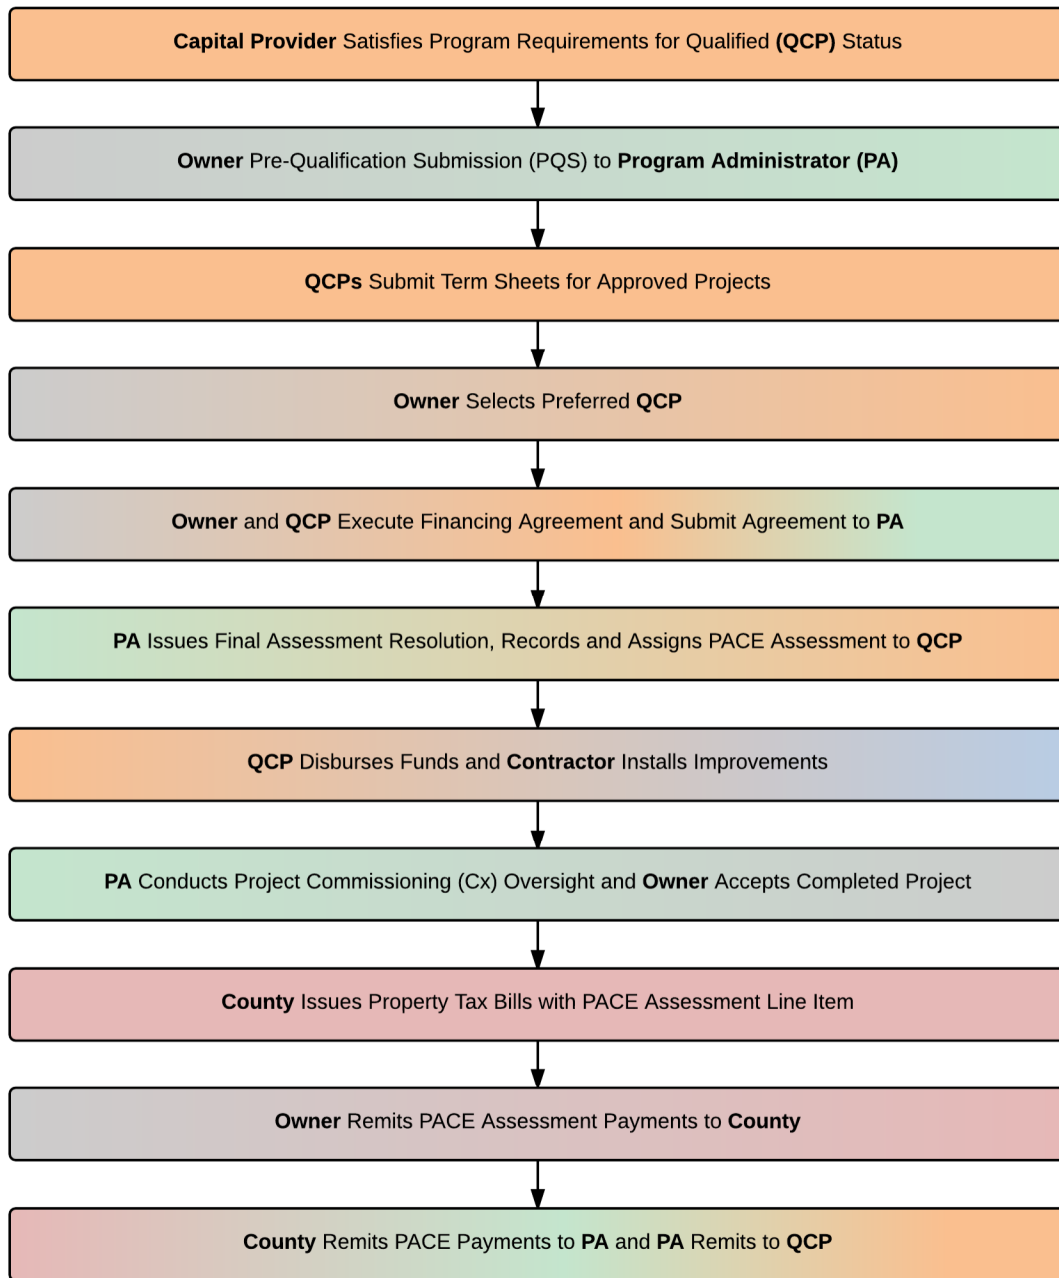 Capital Provider Satisfies Program Requirements for Qualified (QCP) Status
Owner Pre-Qualification Submission (PQS) to Program Administrator (PA)
QCPs Submit Term Sheets for Approved Projects
Owner Selects Preferred QCP
Owner and QCP Execute Financing Agreement and Submit Agreement to PA
PA Issues Final Assessment Resolution, Records and Assigns PACE Assessment to QCP
QCP Disburses Funds and Contractor Installs Improvements
PA Conducts Project Commissioning (Cx) Oversight and Owner Accepts Completed Project
County Issues Property Tax Bills with PACE Assessment Line Item
Owner Remits PACE Assessment Payments to County
County Remits PACE Payments to PA and PA Remits to QCP